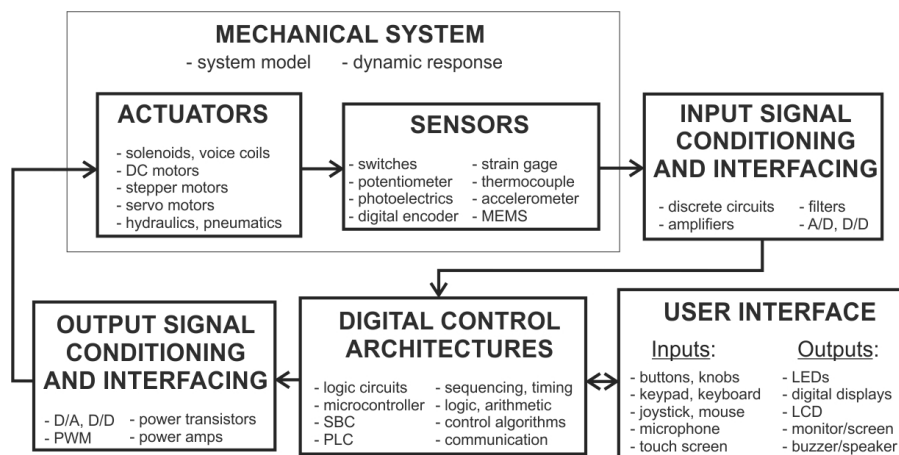 MECHANICAL SYSTEM
- system model - dynamic response
ACTUATORS
- solenoids, voice coils
- DC motors
- stepper motors
- servo motors
- hydraulics, pneumatics
SENSORS
- switches
- potentiometer
- photoelectrics
- digital encoder
- strain gage
- thermocouple
- accelerometer
- MEMS
INPUT SIGNAL
CONDITIONING
AND INTERFACING
- discrete circuits
- amplifiers
- filters
- A/D, D/D
OUTPUT SIGNAL
CONDITIONING
AND INTERFACING
- D/A, D/D
- PWM
- power transistors
- power amps
DIGITAL CONTROL
ARCHITECTURES
- logic circuits
- microcontroller
- SBC
- PLC
- sequencing, timing
- logic, arithmetic
- control algorithms
- communication
USER INTERFACE
Inputs:
- buttons, knobs
- keypad, keyboard
- joystick, mouse
- microphone
- touch screen
Outputs:
- LEDs
- digital displays
- LCD
- monitor/screen
- buzzer/speaker